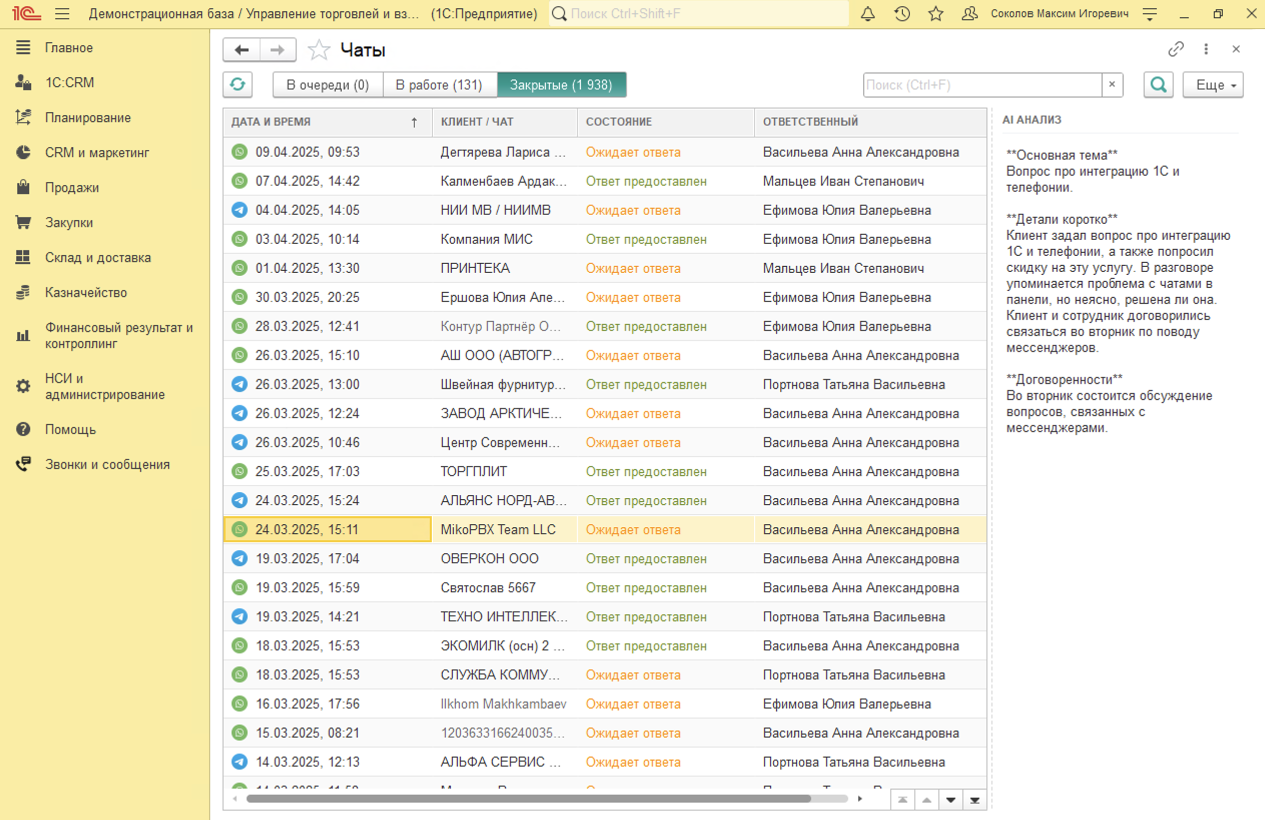 1С
Демонстрационная база / Управление торговлей и вз... (1С:Предприятие)
Поиск Ctrl+Shift+F
Соколов Максим Игоревич
Главное
1С:CRM
Планирование
CRM и маркетинг
Продажи
Закупки
Склад и доставка
Казначейство
Финансовый результат и
контроллинг
НСИ и
администрирование
Помощь
Звонки и сообщения
Чаты
В очереди (0) В работе (131) Закрытые (1 938)
Поиск (Ctrl+F)
Еще
ДАТА И ВРЕМЯ КЛИЕНТ / ЧАТ СОСТОЯНИЕ ОТВЕТСТВЕННЫЙ
09.04.2025, 09:53 Дегтярева Лариса ... Ожидает ответа Васильева Анна Александровна
07.04.2025, 14:42 Калменбаев Ардак... Ответ предоставлен Мальцев Иван Степанович
04.04.2025, 14:05 НИИ МВ / НИИМВ Ожидает ответа Ефимова Юлия Валерьевна
03.04.2025, 10:14 Компания МИС Ответ предоставлен Ефимова Юлия Валерьевна
01.04.2025, 13:30 ПРИНТЕКА Ожидает ответа Мальцев Иван Степанович
30.03.2025, 20:25 Ершова Юлия Але... Ожидает ответа Ефимова Юлия Валерьевна
28.03.2025, 12:41 Контур Партнёр О... Ответ предоставлен Ефимова Юлия Валерьевна
26.03.2025, 15:10 АШ ООО (АВТОГР... Ожидает ответа Васильева Анна Александровна
26.03.2025, 13:00 Швейная фурнитур... Ответ предоставлен Портнова Татьяна Васильевна
26.03.2025, 12:24 ЗАВОД АРКТИЧЕ... Ожидает ответа Васильева Анна Александровна
26.03.2025, 10:46 Центр Современн... Ожидает ответа Васильева Анна Александровна
25.03.2025, 17:03 ТОРГПЛИТ Ответ предоставлен Васильева Анна Александровна
24.03.2025, 15:24 АЛЬЯНС НОРД-АВ... Ответ предоставлен Васильева Анна Александровна
24.03.2025, 15:11 MikoPBX Team LLC Ожидает ответа Васильева Анна Александровна
19.03.2025, 17:04 ОВЕРКОН ООО Ответ предоставлен Васильева Анна Александровна
19.03.2025, 15:59 Святослав 5667 Ответ предоставлен Васильева Анна Александровна
19.03.2025, 14:21 ТЕХНО ИНТЕЛЛЕК... Ответ предоставлен Портнова Татьяна Васильевна
18.03.2025, 15:53 ЭКОМИЛК (осн) 2 ... Ответ предоставлен Васильева Анна Александровна
18.03.2025, 15:53 СЛУЖБА КОММУ... Ожидает ответа Портнова Татьяна Васильевна
16.03.2025, 17:56 Ilkhom Makhkambaev Ожидает ответа Ефимова Юлия Валерьевна
15.03.2025, 08:21 1203633166240035... Ожидает ответа Васильева Анна Александровна
14.03.2025, 12:13 АЛЬФА СЕРВИС ... Ожидает ответа Портнова Татьяна Васильевна
AI АНАЛИЗ
**Основная тема**
Вопрос про интеграцию 1С и
телефонии.
**Детали коротко**
Клиент задал вопрос про интеграцию
1С и телефонии, а также попросил
скидку на эту услугу. В разговоре
упоминается проблема с чатами в
панели, но неясно, решена ли она.
Клиент и сотрудник договорились
связаться во вторник по поводу
мессенджеров.
**Договоренности**
Во вторник состоится обсуждение
вопросов, связанных с
мессенджерами.